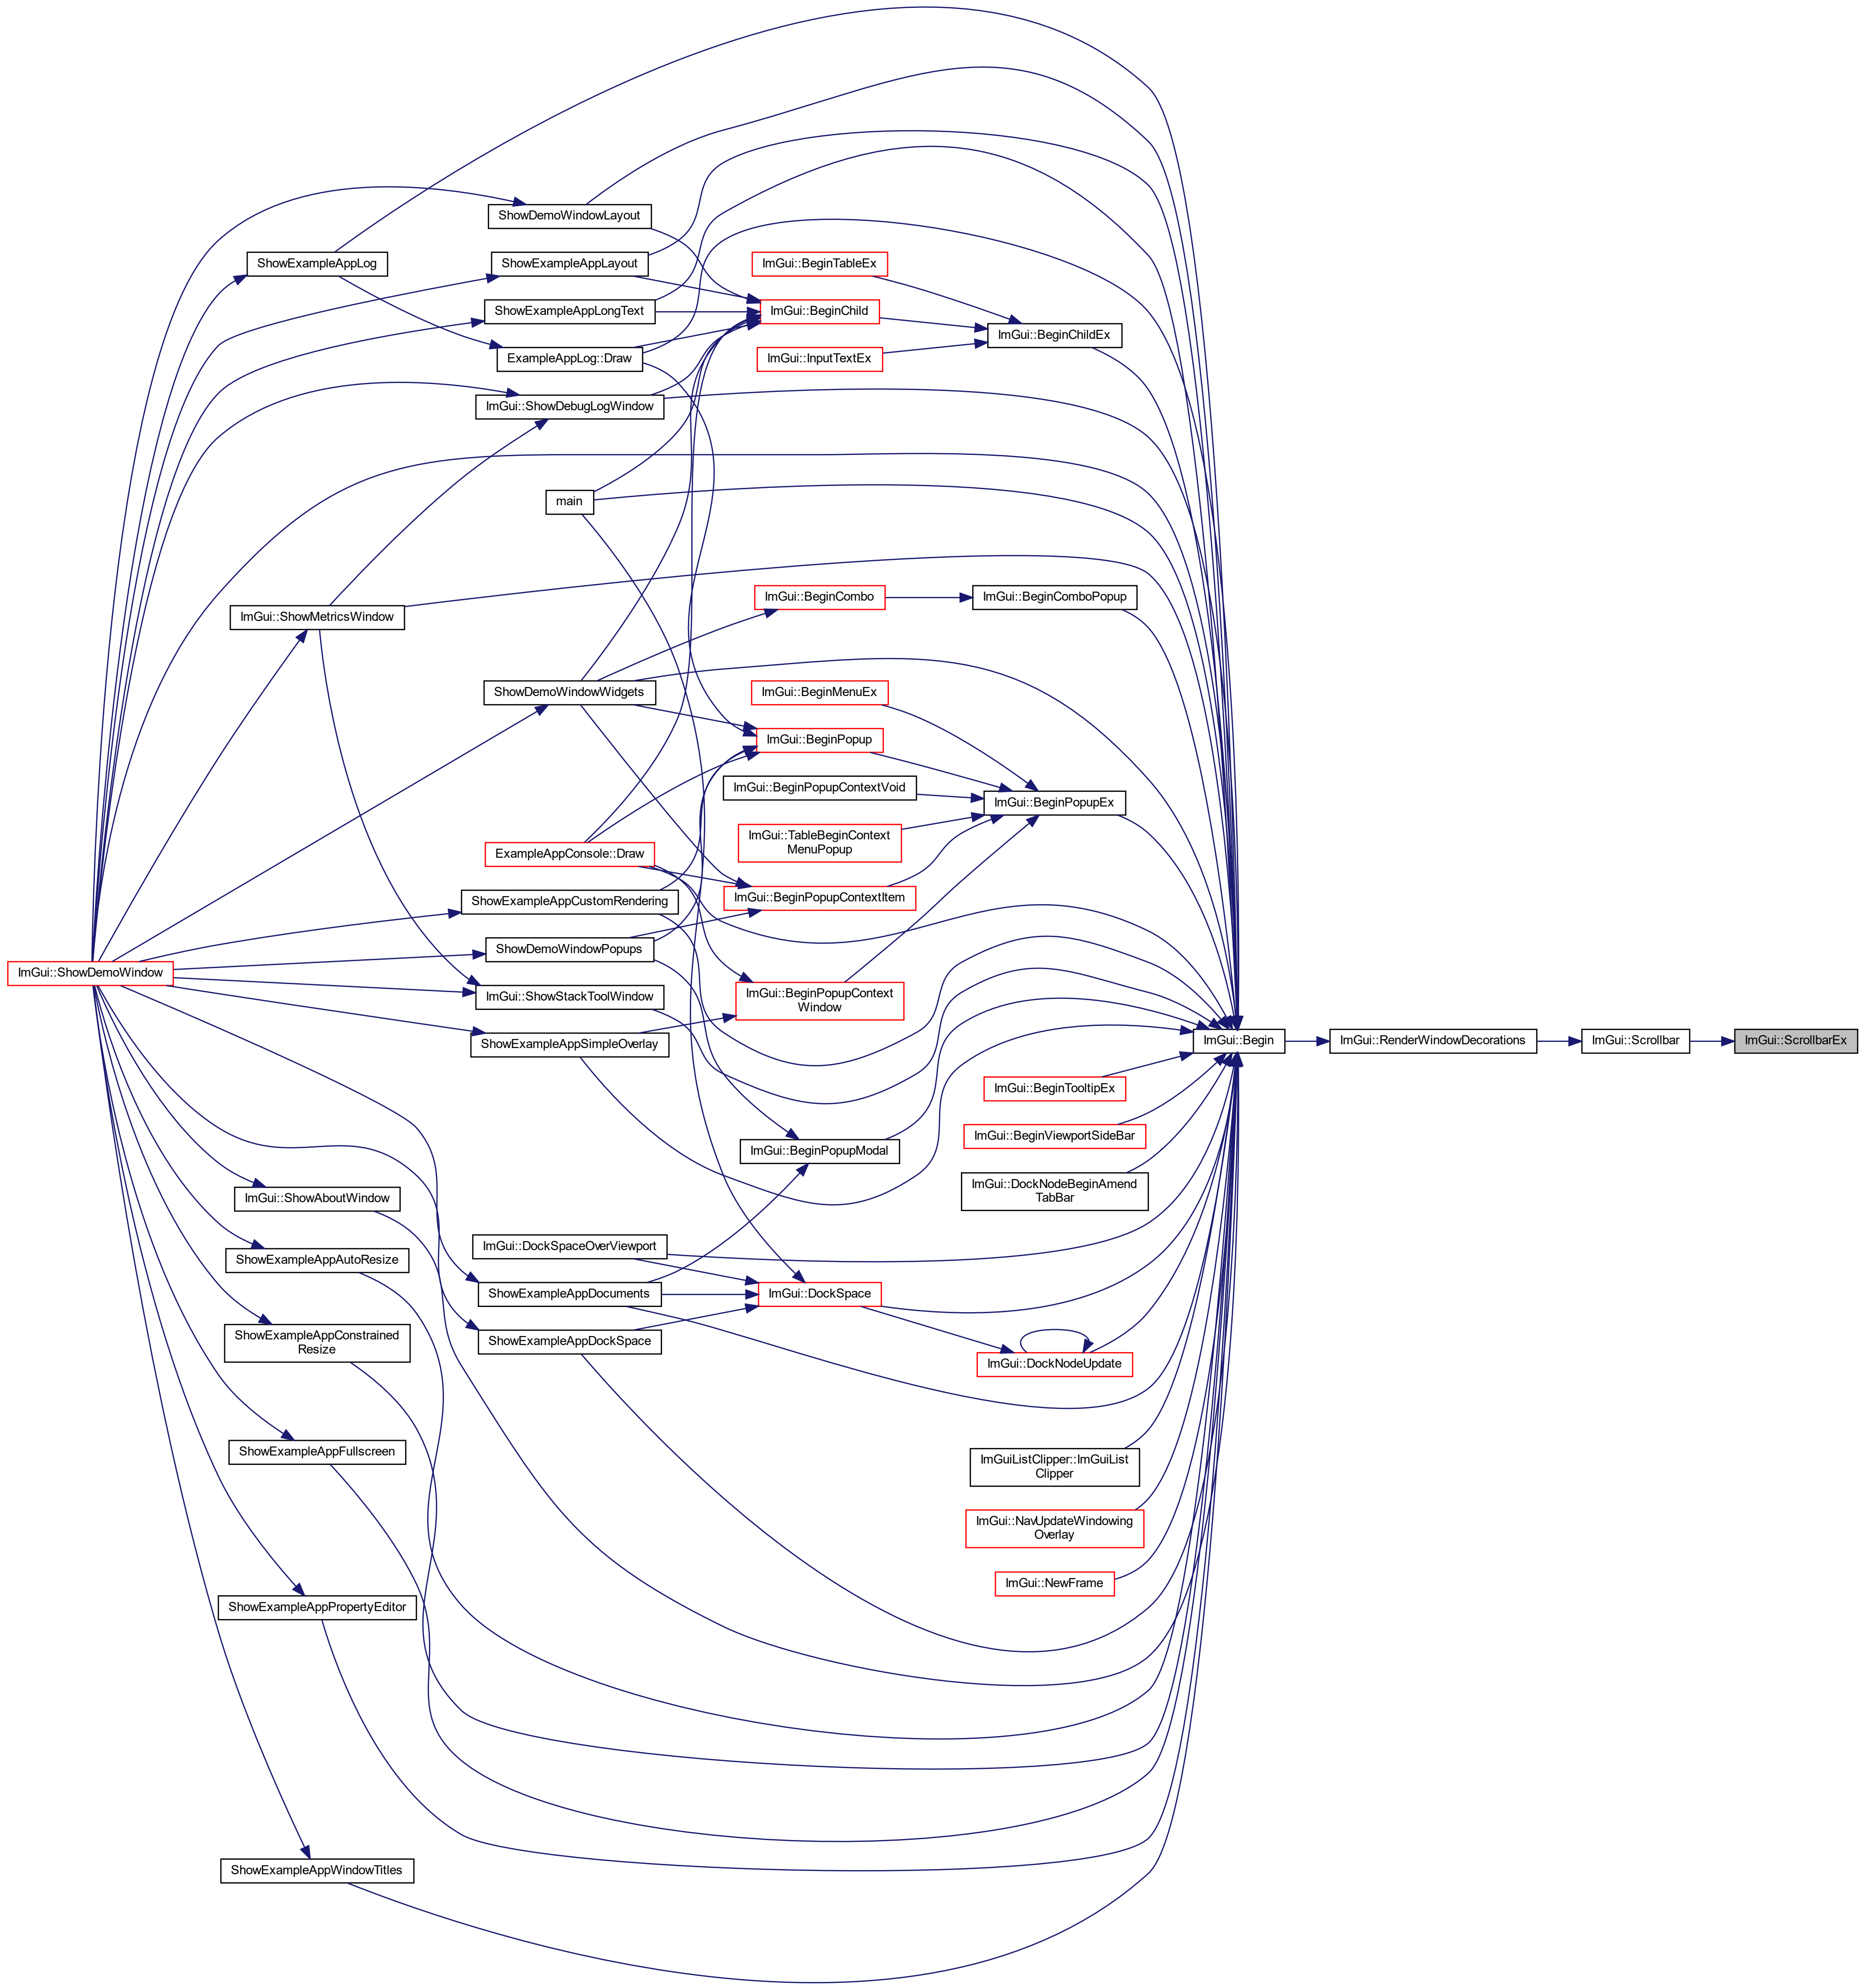 ShowDemoWindowLayout
ShowExampleAppLog
ShowExampleAppLayout
ImGui::BeginTableEx
ShowExampleAppLongText
ImGui::BeginChild
ImGui::BeginChildEx
ExampleAppLog::Draw
ImGui::InputTextEx
ImGui::ShowDebugLogWindow
main
ImGui::ShowMetricsWindow
ImGui::BeginCombo
ImGui::BeginComboPopup
ShowDemoWindowWidgets
ImGui::BeginMenuEx
ImGui::BeginPopup
ImGui::BeginPopupContextVoid
ImGui::BeginPopupEx
ImGui::TableBeginContext
MenuPopup
ExampleAppConsole::Draw
ShowExampleAppCustomRendering
ImGui::BeginPopupContextItem
ShowDemoWindowPopups
ImGui::ShowDemoWindow
ImGui::ShowStackToolWindow
ImGui::BeginPopupContext
Window
ShowExampleAppSimpleOverlay
ImGui::Begin
ImGui::RenderWindowDecorations
ImGui::Scrollbar
ImGui::ScrollbarEx
ImGui::BeginTooltipEx
ImGui::BeginViewportSideBar
ImGui::BeginPopupModal
ImGui::DockNodeBeginAmend
TabBar
ImGui::ShowAboutWindow
ImGui::DockSpaceOverViewport
ShowExampleAppAutoResize
ShowExampleAppDocuments
ImGui::DockSpace
ShowExampleAppConstrained
Resize
ShowExampleAppDockSpace
ImGui::DockNodeUpdate
ShowExampleAppFullscreen
ImGuiListClipper::ImGuiList
Clipper
ImGui::NavUpdateWindowing
Overlay
ImGui::NewFrame
ShowExampleAppPropertyEditor
ShowExampleAppWindowTitles